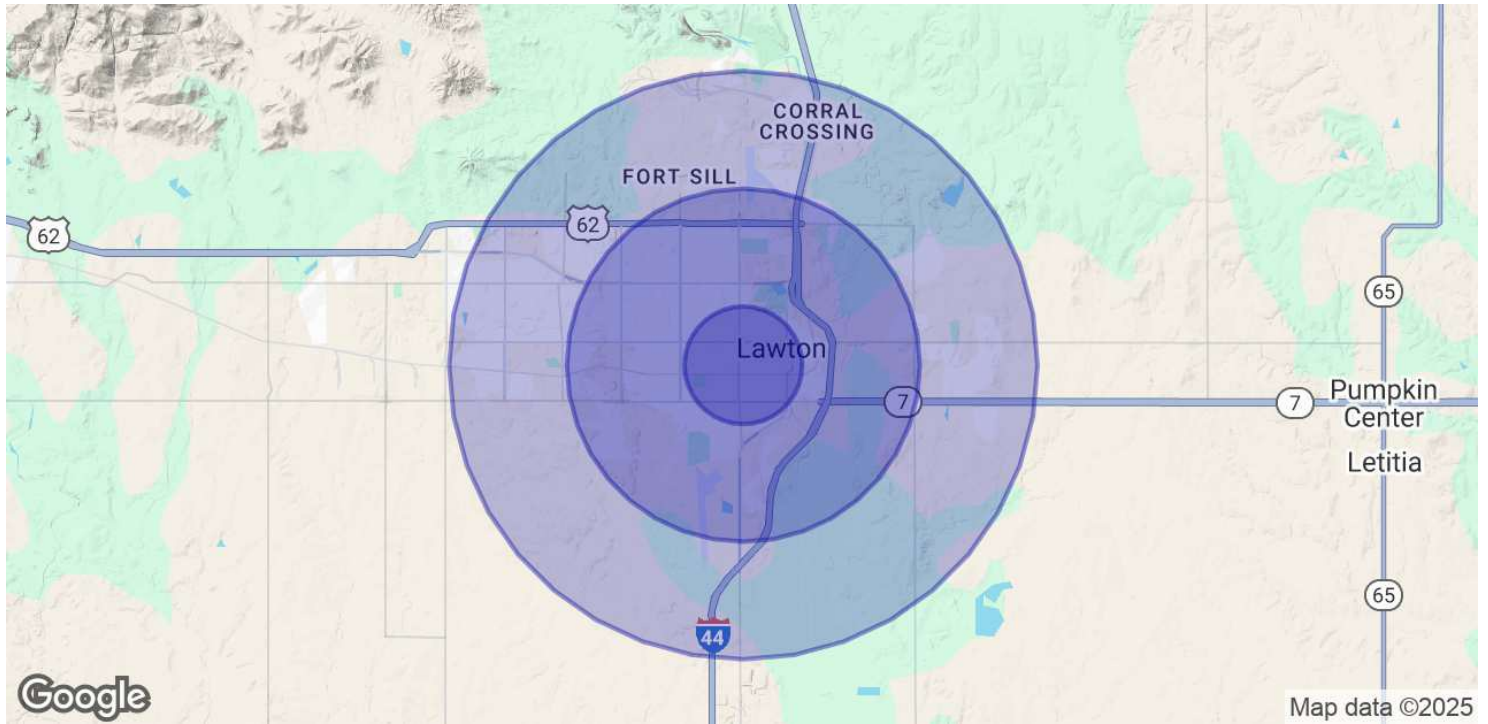 CORRAL
CROSSING
FORT SILL
62
62
65
Lawton
7
7
Pumpkin
Center
Letitia
65
44
Google
Map data ©2025